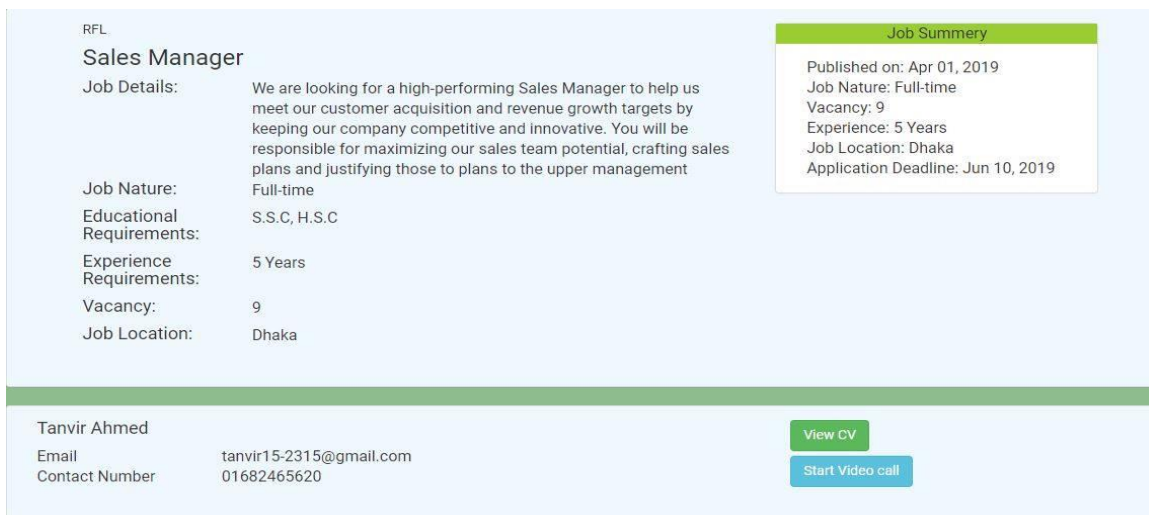 RFL
Sales Manager
Job Details: We are looking for a high-performing Sales Manager to help us
meet our customer acquisition and revenue growth targets by
keeping our company competitive and innovative. You will be
responsible for maximizing our sales team potential, crafting sales
plans and justifying those to plans to the upper management
Job Nature: Full-time
Educational
Requirements: S.S.C, H.S.C
Experience
Requirements: 5 Years
Vacancy: 9
Job Location: Dhaka
Job Summery
Published on: Apr 01, 2019
Job Nature: Full-time
Vacancy: 9
Experience: 5 Years
Job Location: Dhaka
Application Deadline: Jun 10, 2019
Tanvir Ahmed
Email tanvir15-2315@gmail.com
Contact Number 01682465620
View CV
Start Video call